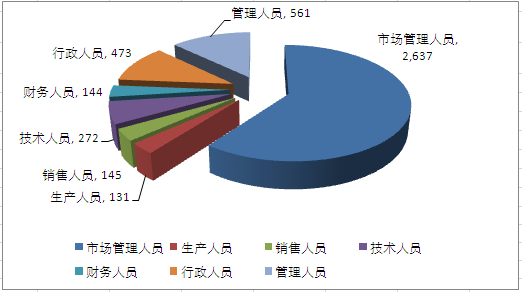 管理人员, 561
市场管理人员,
2,637
行政人员, 473
财务人员, 144
技术人员, 272
销售人员, 145
生产人员, 131
市场管理人员 生产人员 销售人员 技术人员
财务人员 行政人员 管理人员